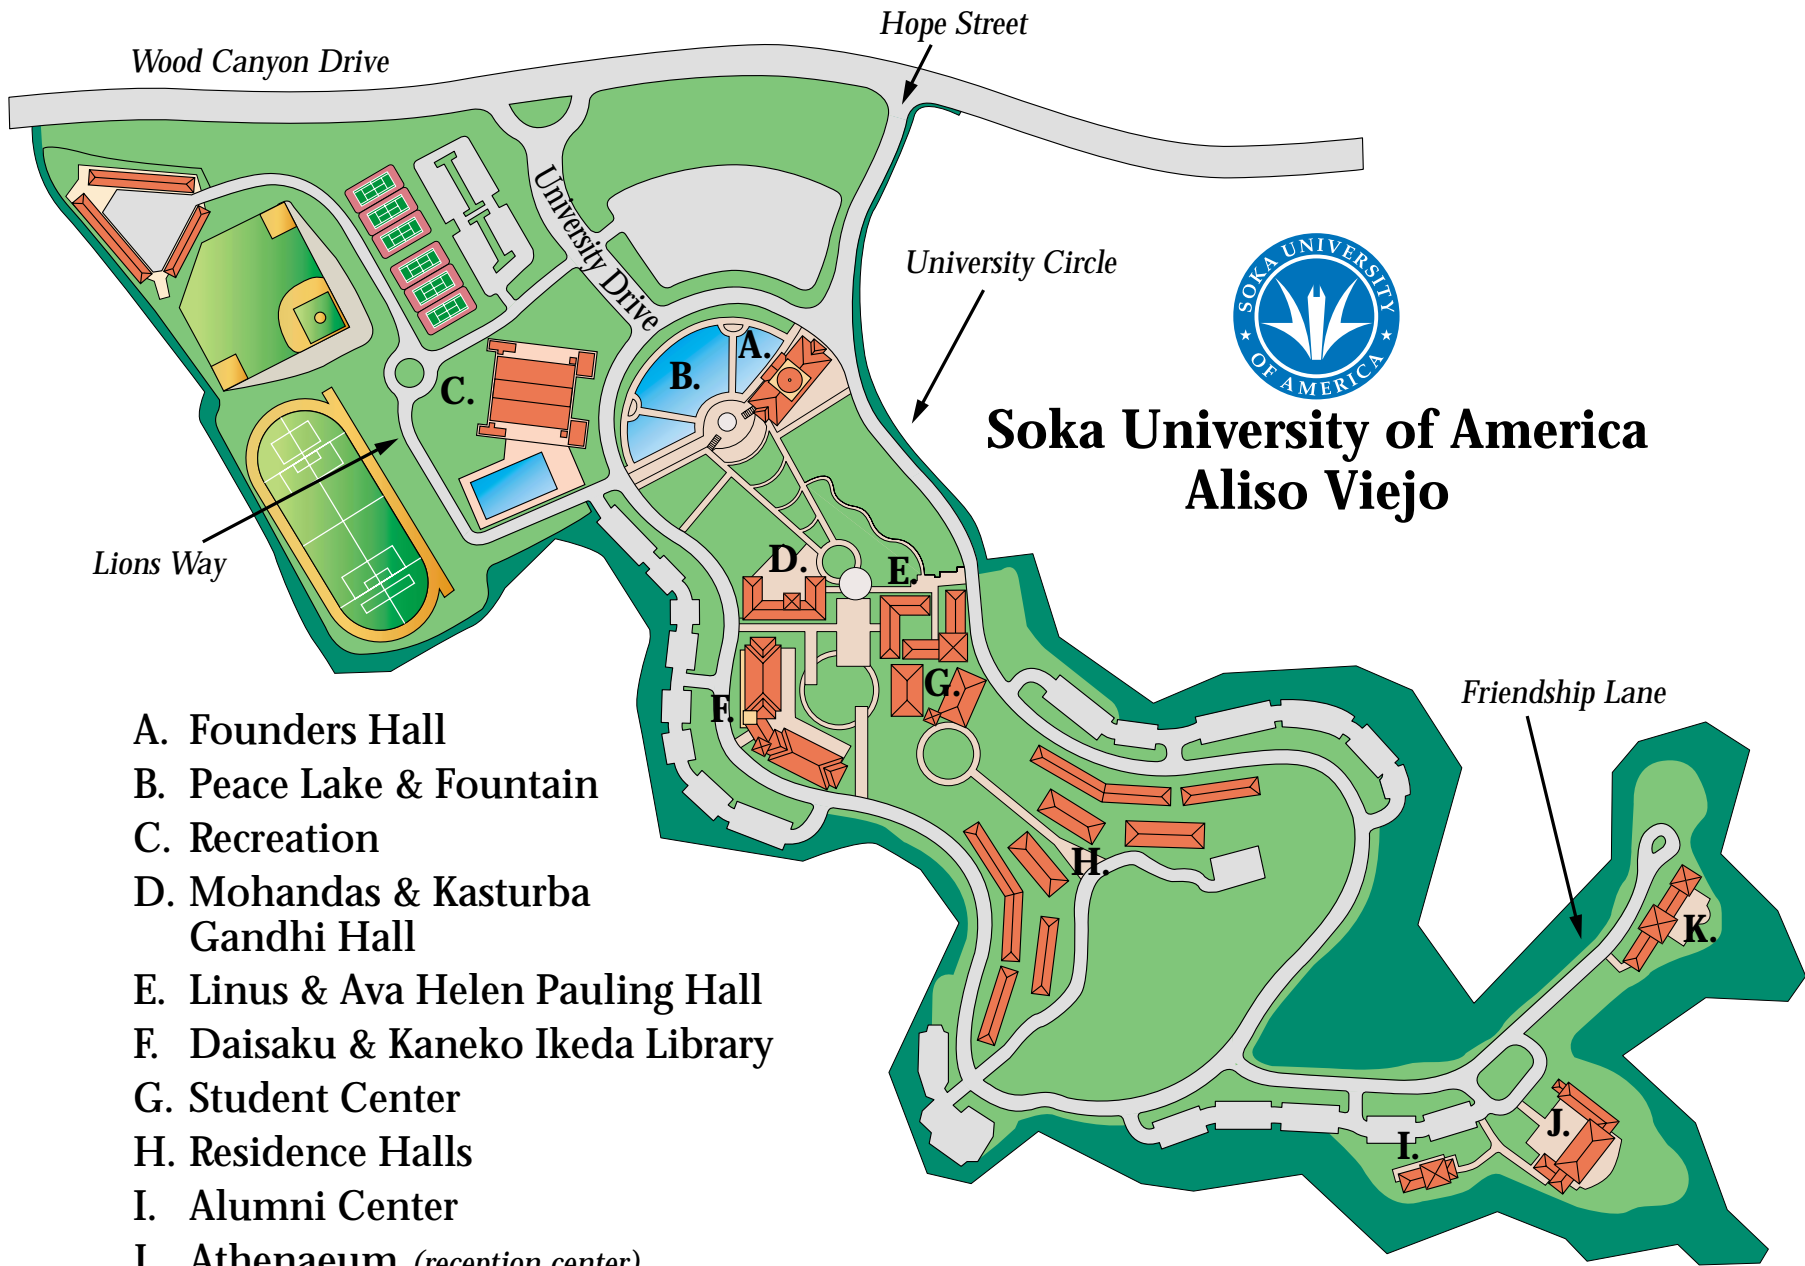 Hope Street
Wood Canyon Drive
University Drive
University Circle
SOKA UNIVERSITY
OF AMERICA
Soka University of America
Aliso Viejo
A.
B.
C.
Lions Way
D.
E.
G.
F.
Friendship Lane
H.
K.
J.
I.
A. Founders Hall
B. Peace Lake & Fountain
C. Recreation
D. Mohandas & Kasturba
Gandhi Hall
E. Linus & Ava Helen Pauling Hall
F. Daisaku & Kaneko Ikeda Library
G. Student Center
H. Residence Halls
I. Alumni Center
J. Athenaeum (reception center)